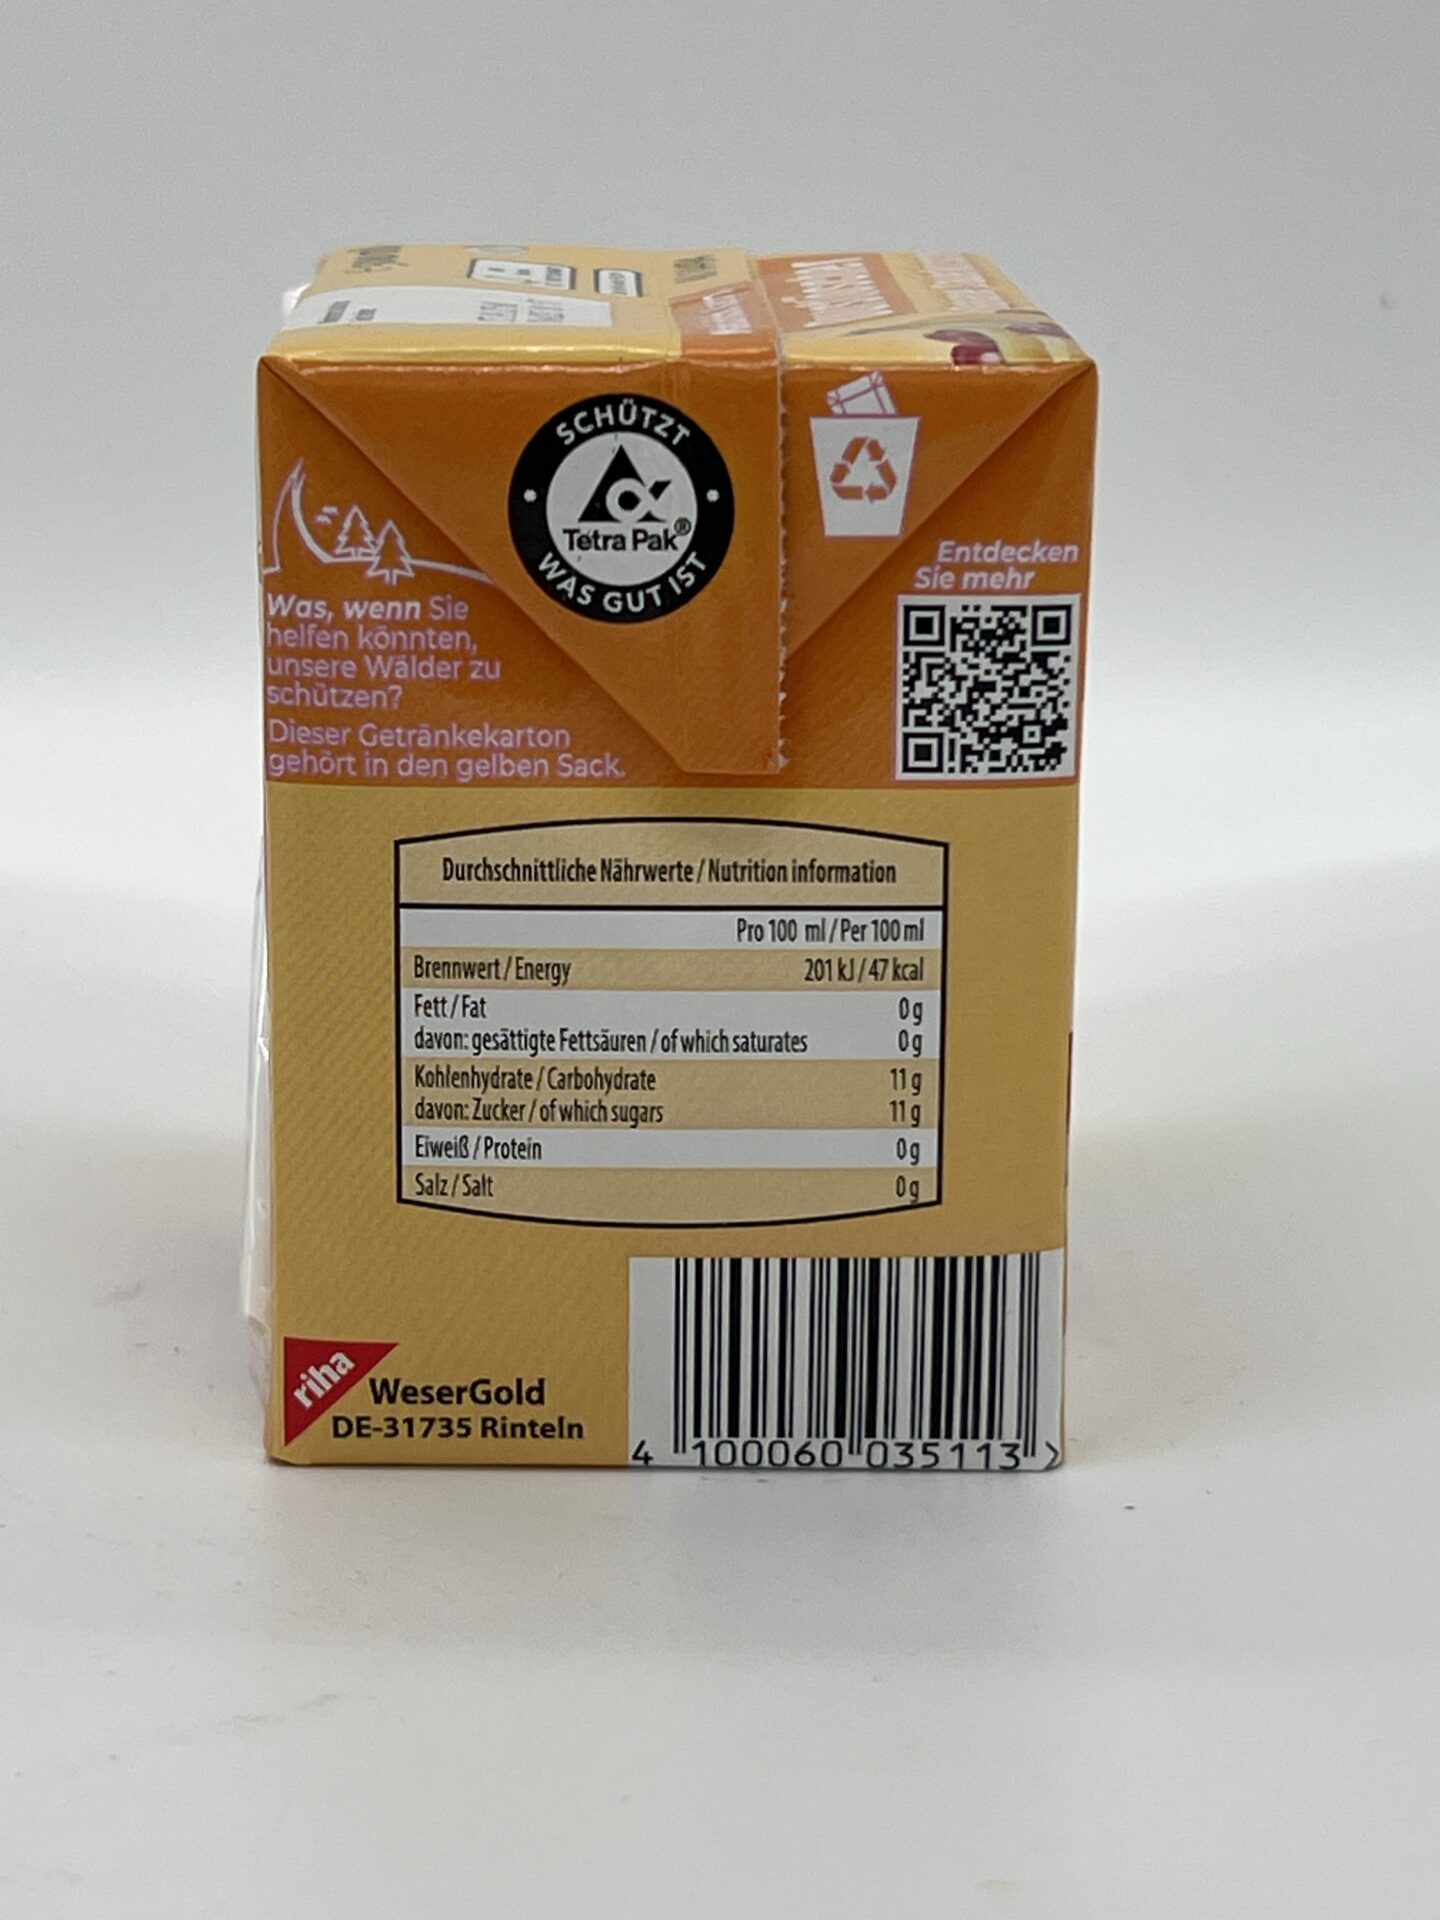 SCHÜTZT
Tetra Pak®
WAS GUT IST
Entdecken
Sie mehr
Was, wenn Sie
helfen könnten,
unsere Wälder zu
schützen?
Dieser Getränkekarton
gehört in den gelben Sack.
Durchschnittliche Nährwerte / Nutrition information
Pro 100 ml / Per 100 ml
Brennwert / Energy 201 kJ / 47 kcal
Fett / Fat 0 g
davon: gesättigte Fettsäuren / of which saturates 0 g
Kohlenhydrate / Carbohydrate 11 g
davon: Zucker / of which sugars 11 g
Eiweiß / Protein 0 g
Salz / Salt 0 g
riha
WeserGold
DE-31735 Rinteln
4 100060 035113 >